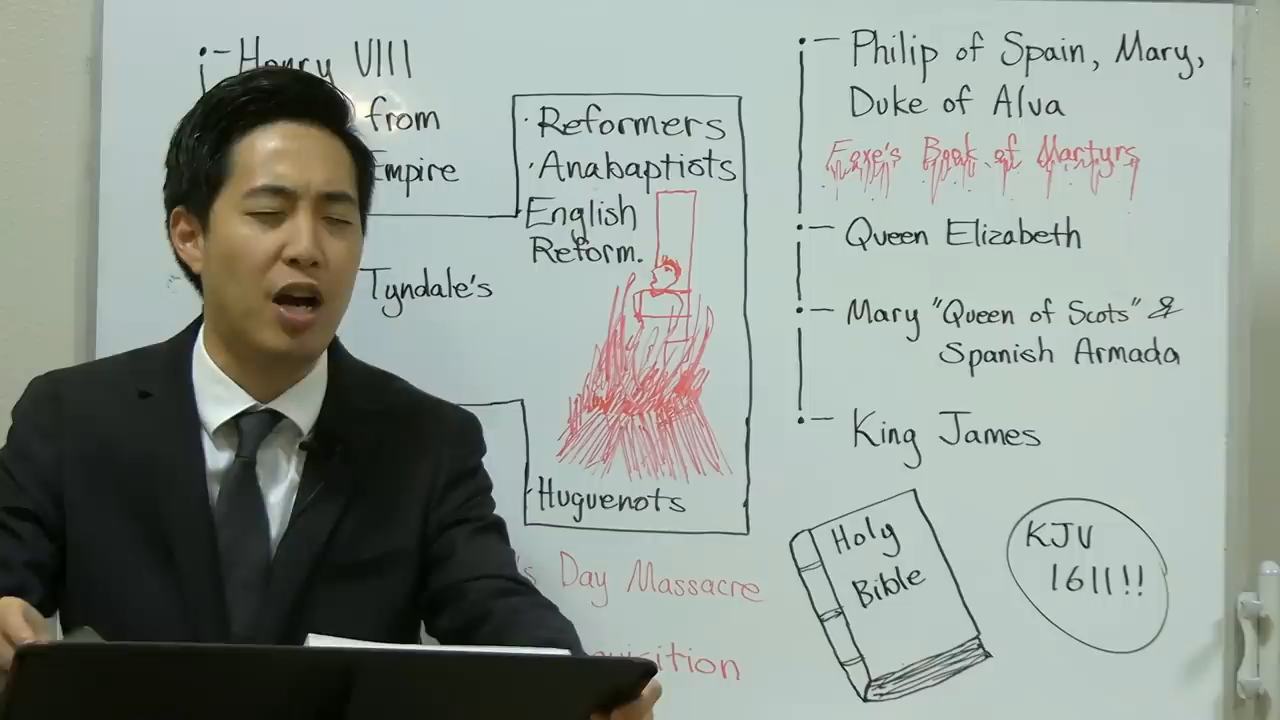 Henry VIII
from
Empire
Tyndale's
· Reformers
· Anabaptists
English
Reform.
· Huguenots
's Day Massacre
quisition
Philip of Spain, Mary,
Duke of Alva
Foxe's Book of Martyrs
Queen Elizabeth
Mary "Queen of Scots" &
Spanish Armada
King James
Holy
Bible
KJV
1611!!